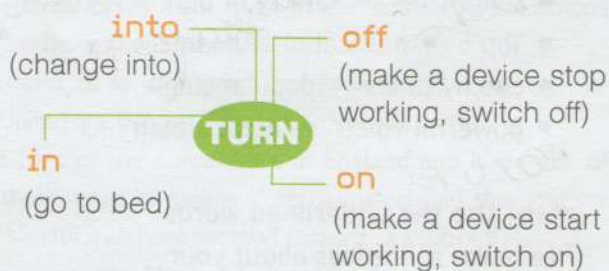 into
(change into)
off
(make a device stop
working, switch off)
TURN
in
(go to bed)
on
(make a device start
working, switch on)